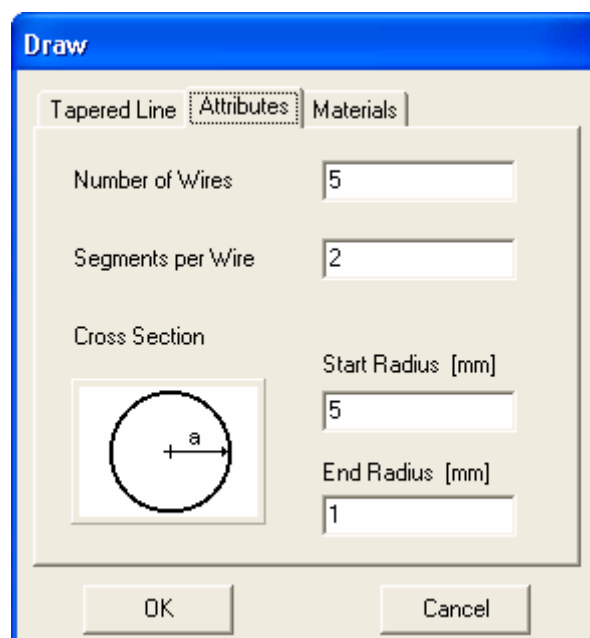 Draw
Tapered Line Attributes Materials
Number of Wires 5
Segments per Wire 2
Cross Section
Start Radius [mm]
5
a
End Radius [mm]
1
OK Cancel